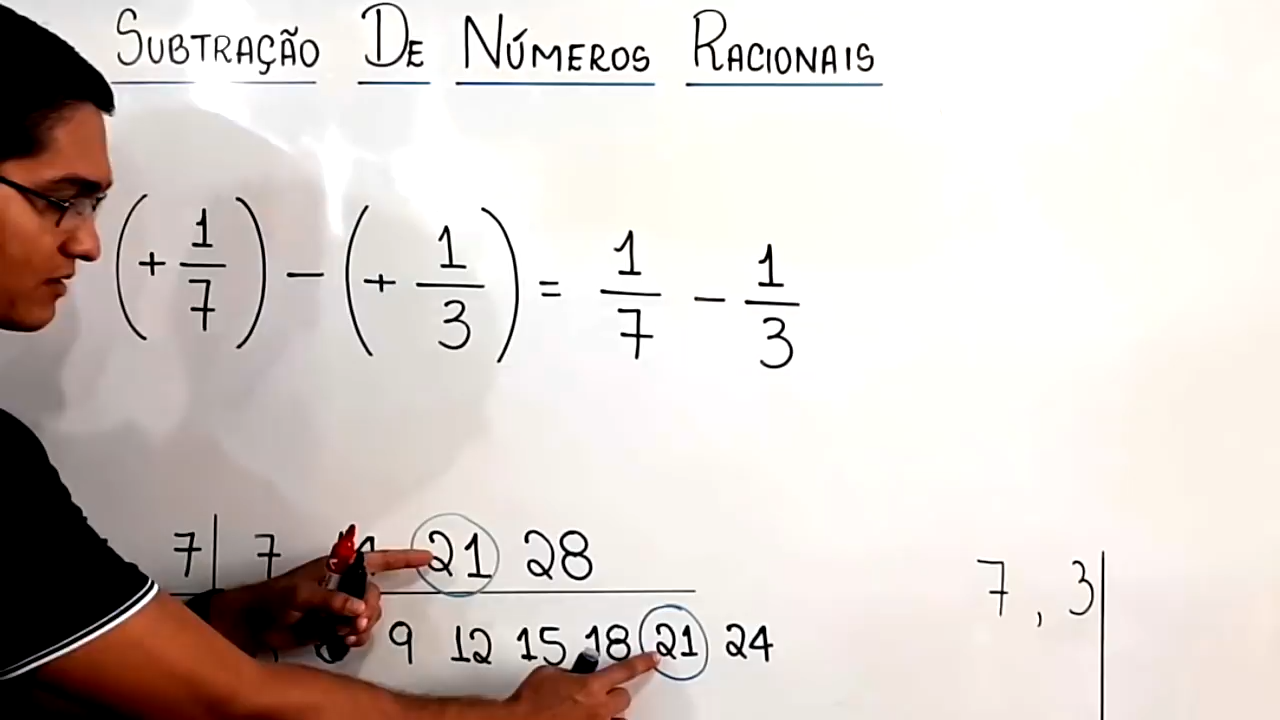 SUBTRAÇÃO DE NÚMEROS RACIONAIS
(+ 1/7) - (+ 1/3) = 1/7 - 1/3
7 | 7 21 28
9 12 15 18 21 24
7 , 3 |